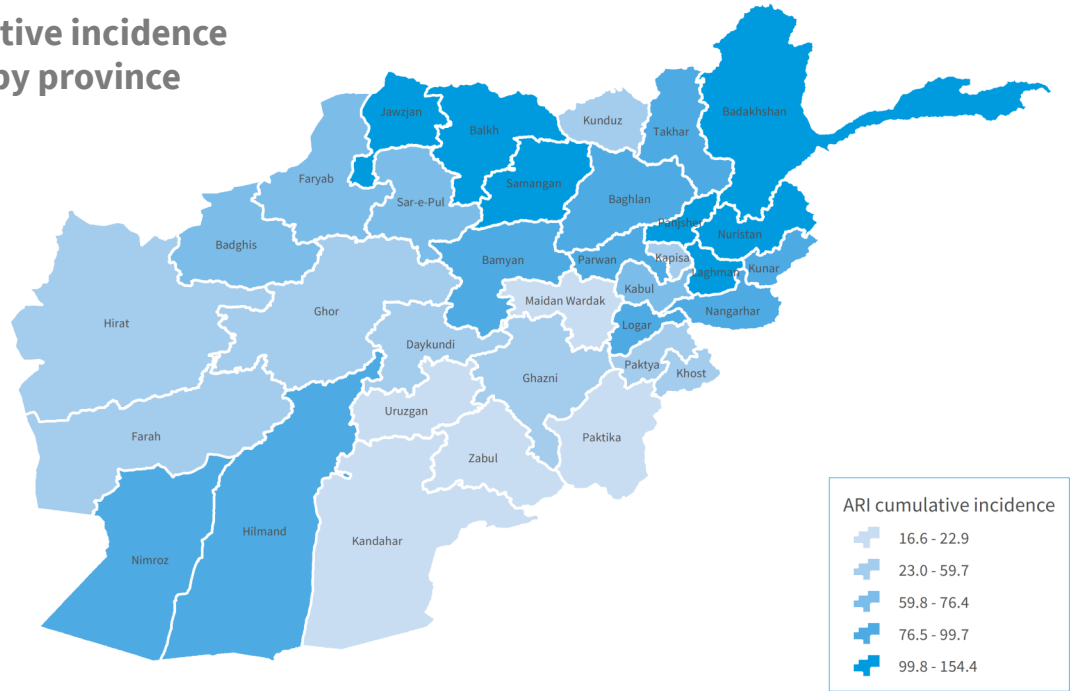 tive incidence
by province
Badakhshan
Jawzjan
Kunduz
Balkh
Takhar
Faryab
Samangan
Sar-e-Pul
Baghlan
Panjsher
Nuristan
Badghis
Bamyan
Parwan
Kapisa
Laghman
Kunar
Kabul
Maidan Wardak
Ghor
Nangarhar
Hirat
Logar
Daykundi
Paktya
Khost
Ghazni
Uruzgan
Farah
Paktika
Zabul
Hilmand
Kandahar
Nimroz
ARI cumulative incidence
16.6 - 22.9
23.0 - 59.7
59.8 - 76.4
76.5 - 99.7
99.8 - 154.4